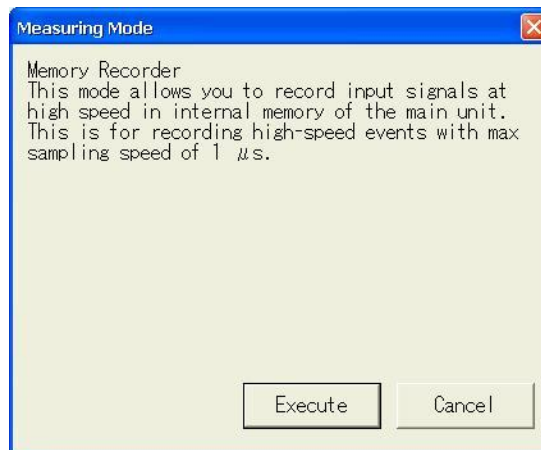 Measuring Mode
Memory Recorder
This mode allows you to record input signals at
high speed in internal memory of the main unit.
This is for recording high-speed events with max
sampling speed of 1 μs.
Execute
Cancel